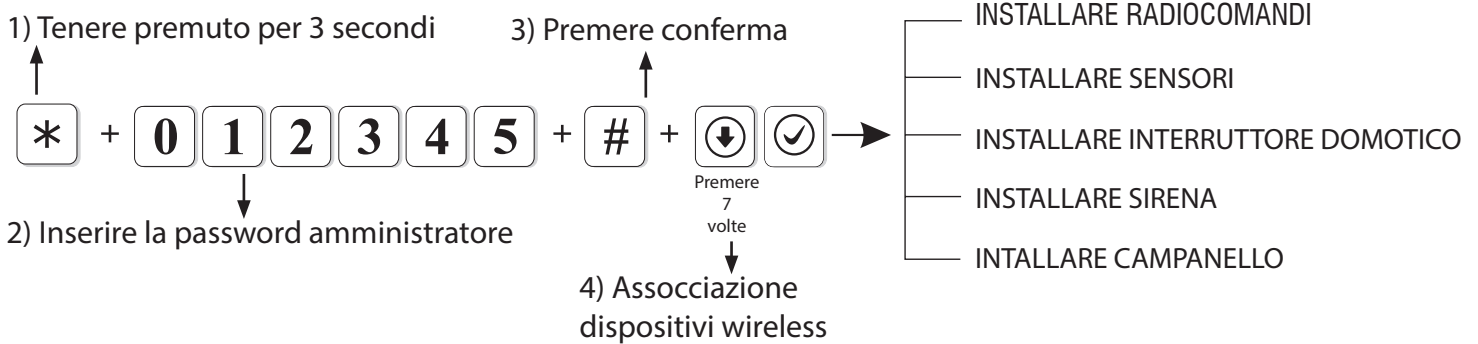 1) Tenere premuto per 3 secondi
3) Premere conferma
* + 0 1 2 3 4 5 + # +
Premere
7
volte
2) Inserire la password amministratore
4) Assocciazione
dispositivi wireless
INSTALLARE RADIOCOMANDI
INSTALLARE SENSORI
INSTALLARE INTERRUTTORE DOMOTICO
INSTALLARE SIRENA
INTALLARE CAMPANELLO